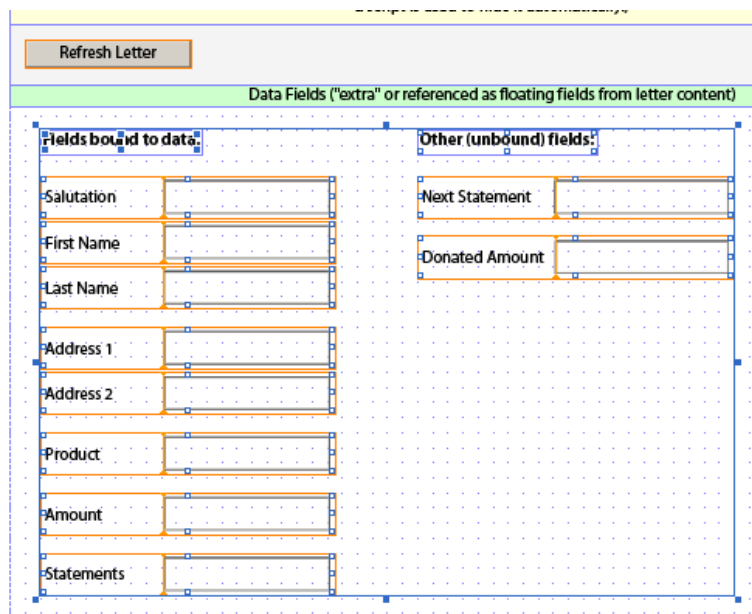 Refresh Letter
Data Fields ("extra" or referenced as floating fields from letter content)
Fields bound to data:
Other (unbound) fields:
Salutation
Next Statement
First Name
Donated Amount
Last Name
Address 1
Address 2
Product
Amount
Statements